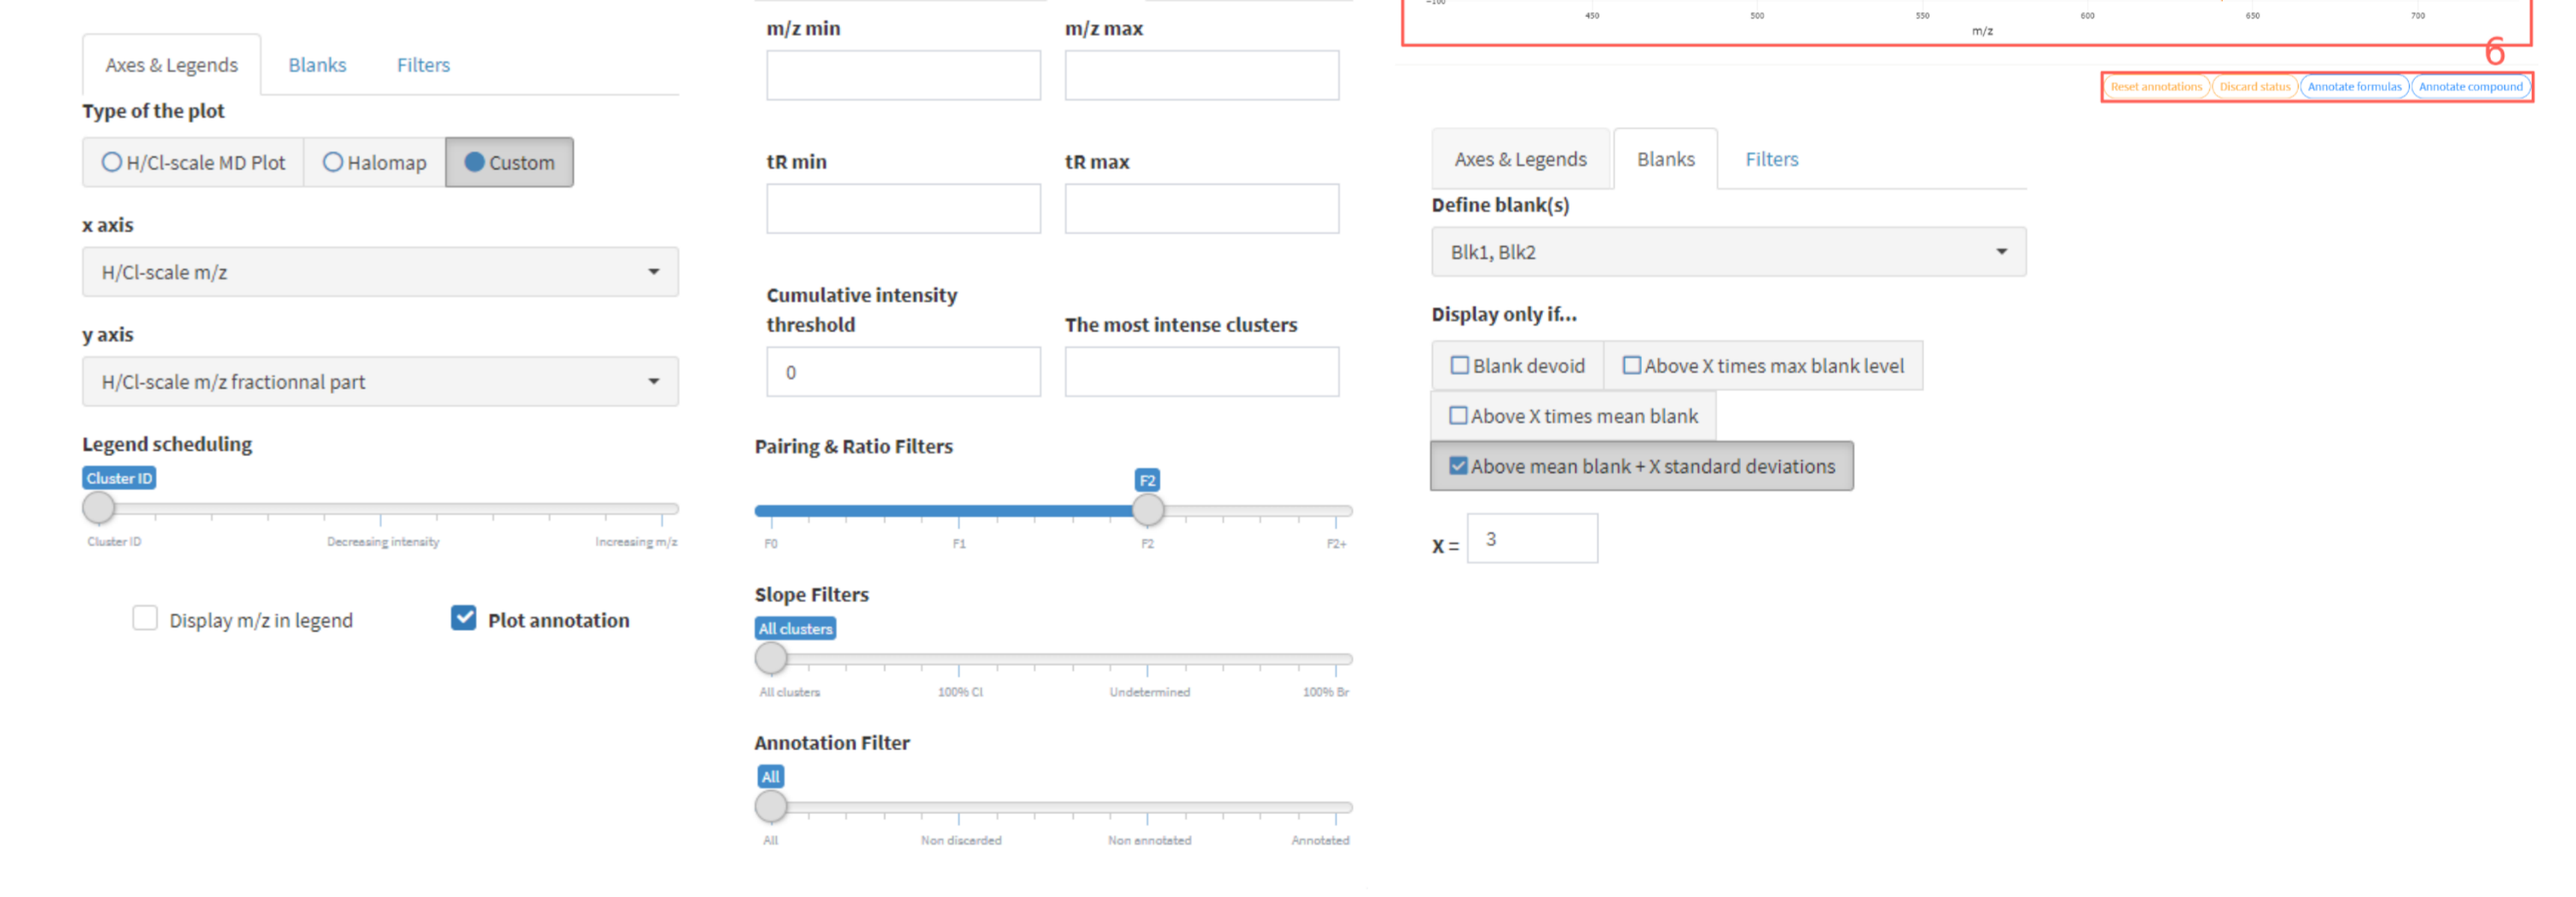 Axes & Legends Blanks Filters
Type of the plot
H/Cl-scale MD Plot Halomap Custom
x axis
H/Cl-scale m/z
y axis
H/Cl-scale m/z fractionnal part
Legend scheduling
Cluster ID
Cluster ID Decreasing intensity Increasing m/z
Display m/z in legend Plot annotation
m/z min m/z max
tR min tR max
Cumulative intensity
threshold The most intense clusters
0
Pairing & Ratio Filters
F2
F0 F1 F2 F2+
Slope Filters
All clusters
All clusters 100% Cl Undetermined 100% Br
Annotation Filter
All
All Non discarded Non annotated Annotated
-100
450 500 550 600 650 700
m/z
6
Reset annotations Discard status Annotate formulas Annotate compound
Axes & Legends Blanks Filters
Define blank(s)
Blk1, Blk2
Display only if...
Blank devoid Above X times max blank level
Above X times mean blank
Above mean blank + X standard deviations
X = 3